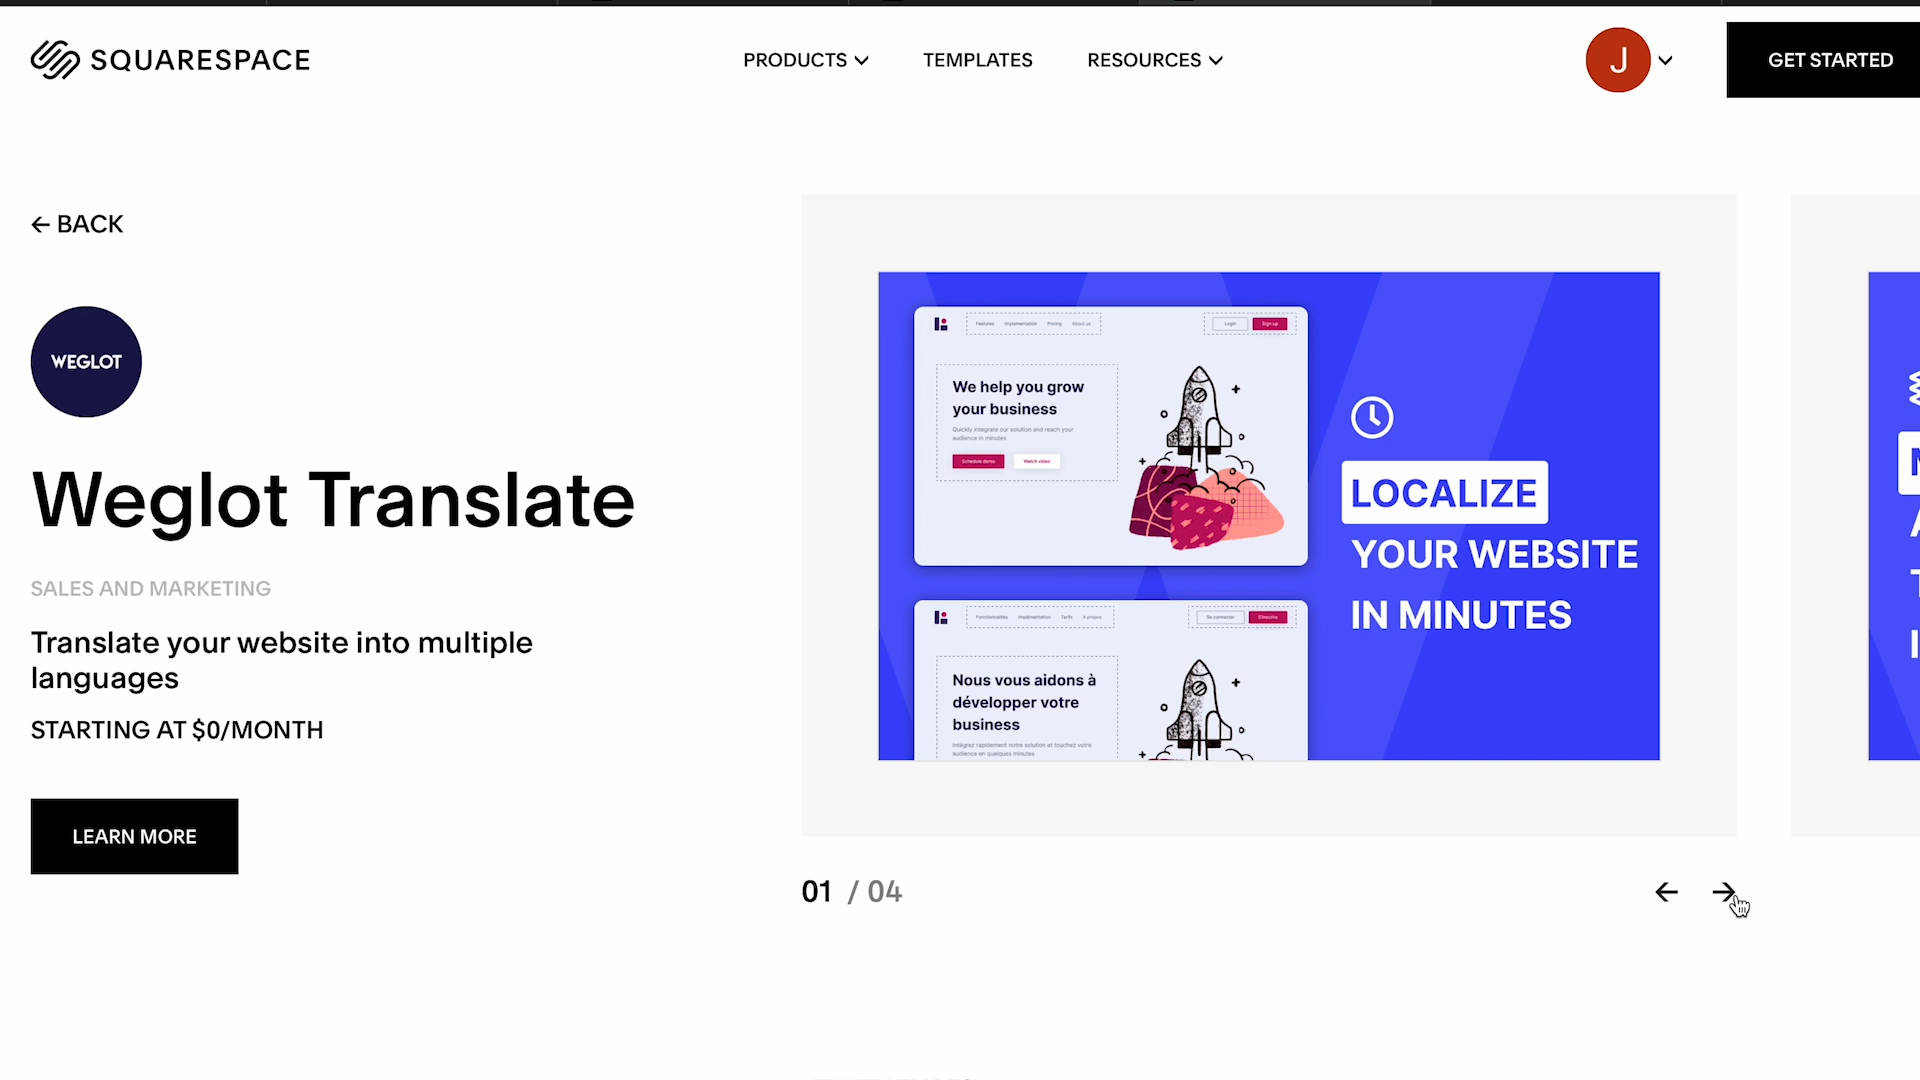 SQUARESPACE
PRODUCTS
TEMPLATES
RESOURCES
J
GET STARTED
← BACK
WEGLOT
Weglot Translate
SALES AND MARKETING
Translate your website into multiple
languages
STARTING AT $0/MONTH
LEARN MORE
Features Implementation Pricing About us
Login
Sign up
We help you grow
your business
Quickly integrate our solution and reach your
audience in minutes
Schedule demo
Watch video
Fonctionnalités Implémentation Tarifs A propos
Se connecter
S'inscrire
Nous vous aidons à
développer votre
business
Intégrez rapidement notre solution et touchez votre
audience en quelques minutes
LOCALIZE
YOUR WEBSITE
IN MINUTES
01 / 04